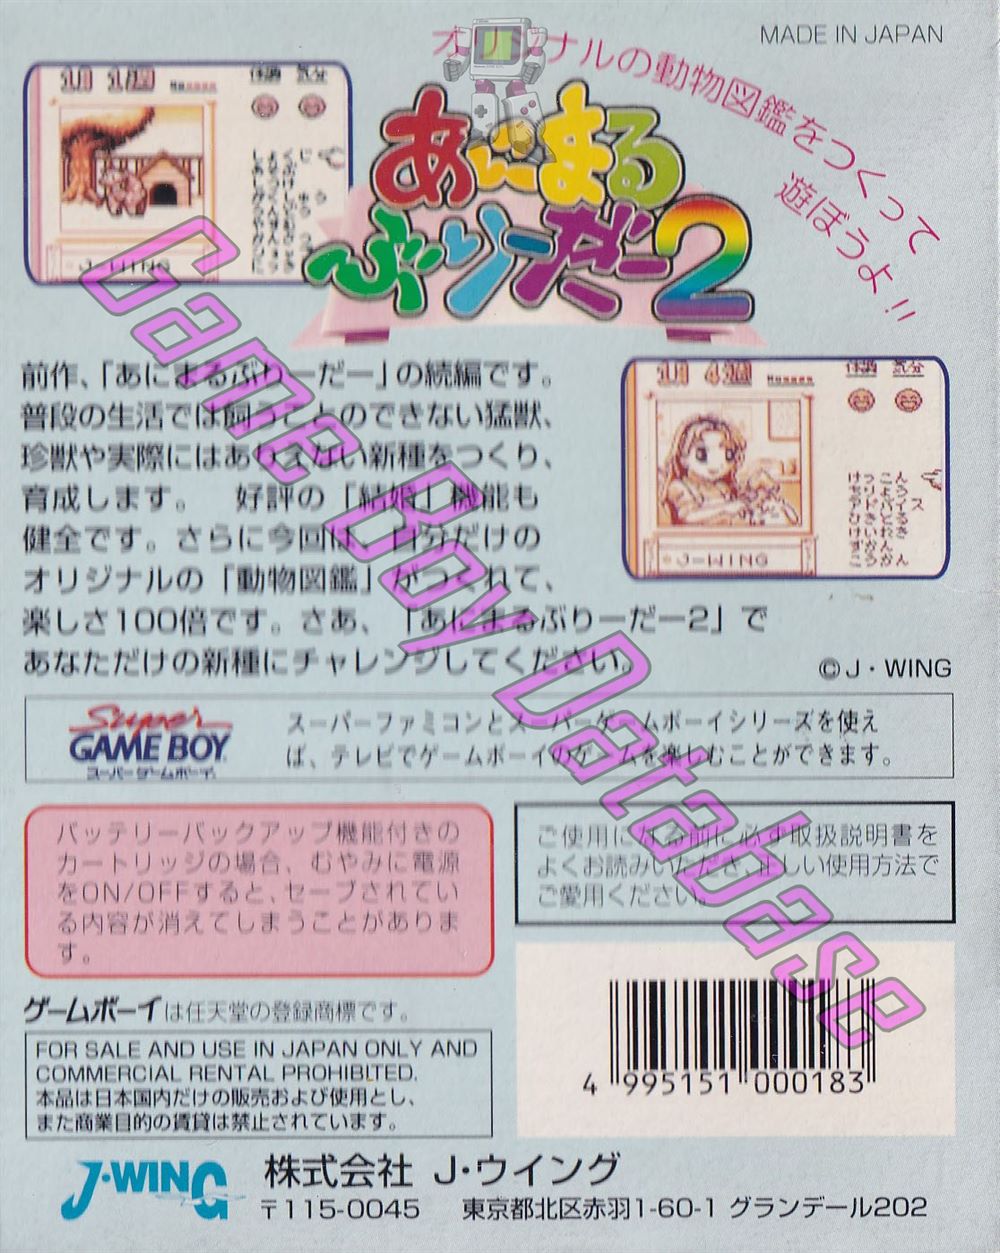 MADE IN JAPAN
オリジナルの動物図鑑をつくって
遊ぼうよ!!
あにまる
ぶりーだー2
J-WING
前作、「あにまるぶりーだー」の続編です。
普段の生活では飼うことのできない猛獣、
珍獣や実際にはありえない新種をつくり、
育成します。 好評の「結婚」機能も
健全です。さらに今回は、自分だけの
オリジナルの「動物図鑑」がつくれて、
楽しさ100倍です。さあ、「あにまるぶりーだー2」で
あなただけの新種にチャレンジしてください。
J-WING
©J・WING
Super
GAME BOY
スーパーゲームボーイ
スーパーファミコンとスーパーゲームボーイシリーズを使え
ば、テレビでゲームボーイのゲームを楽しむことができます。
バッテリーバックアップ機能付きの
カートリッジの場合、むやみに電源
をON/OFFすると、セーブされてい
る内容が消えてしまうことがありま
す。
ご使用になる前に必ず取扱説明書を
よくお読みいただき、正しい使用方法で
ご愛用ください。
ゲームボーイは任天堂の登録商標です。
FOR SALE AND USE IN JAPAN ONLY AND
COMMERCIAL RENTAL PROHIBITED.
本品は日本国内だけの販売および使用とし、
また商業目的の賃貸は禁止されています。
4 995151 000183
J・WING
株式会社 J・ウイング
〒115-0045 東京都北区赤羽1-60-1 グランデール202
Game Boy Database